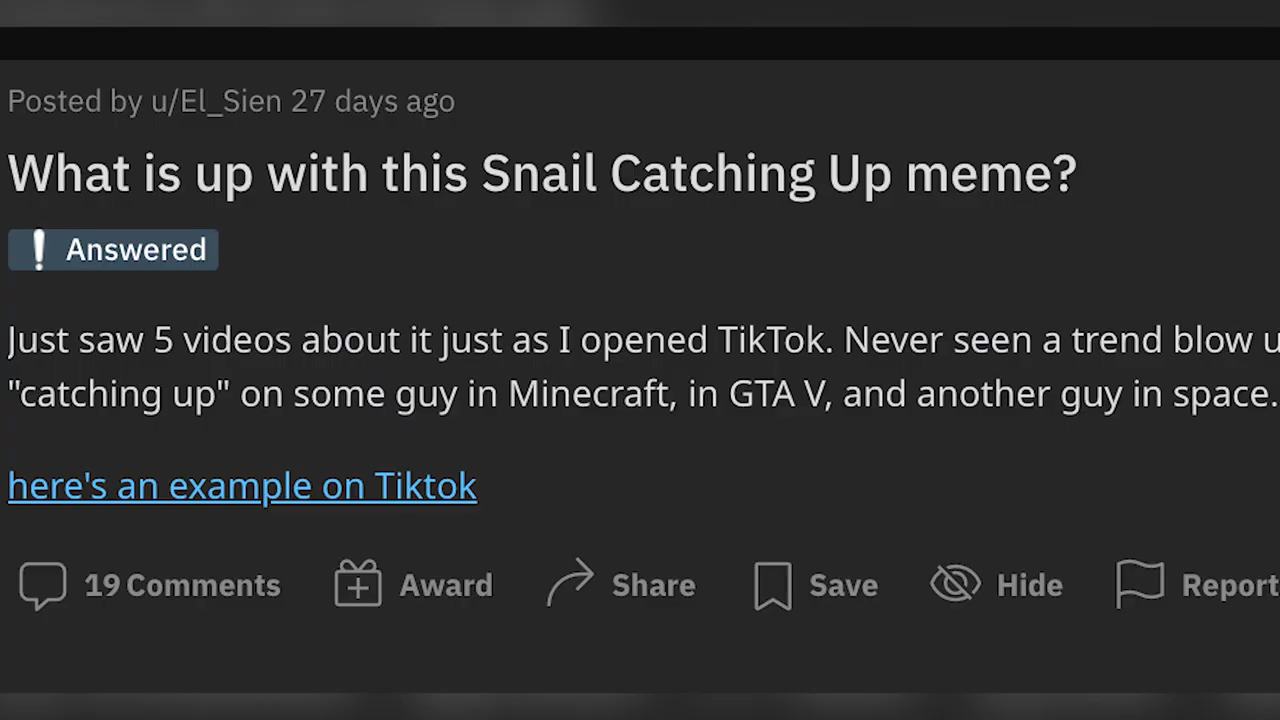 Posted by u/El_Sien 27 days ago
What is up with this Snail Catching Up meme?
❗ Answered
Just saw 5 videos about it just as I opened TikTok. Never seen a trend blow
"catching up" on some guy in Minecraft, in GTA V, and another guy in space.
here's an example on Tiktok
19 Comments Award Share Save Hide Report